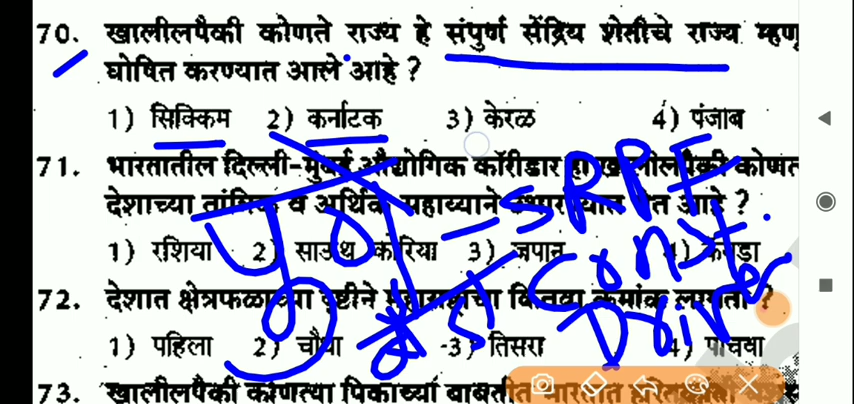 70. खालीलपैकी कोणते राज्य हे संपुर्ण सेंद्रिय शेतीचे राज्य म्हण
घोषित करण्यात आले आहे ?
1) सिक्किम 2) कर्नाटक 3) केरळ 4) पंजाब
71. भारतातील दिल्ली-मुंबई औद्योगिक कॉरीडॉर हा खालीलपैकी कोणत
देशाच्या तांत्रिक व आर्थिक सहाय्याने उभारण्यात येत आहे ?
1) रशिया 2) साउथ कोरिया 3) जपान 4) कॅनडा
72. देशात क्षेत्रफळाच्या दृष्टीने महाराष्ट्राचा कितवा क्रमांक लागतो ?
1) पहिला 2) चौथा 3) तिसरा 4) पाचवा
73. खालीलपैकी कोणत्या पिकाच्या बाबतीत भारतात
पुणे - SRPF
Const.
Driver